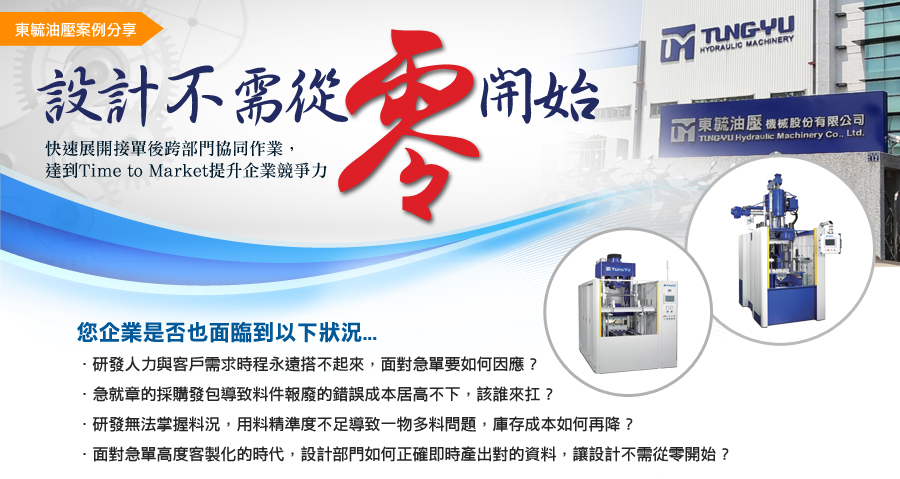 東毓油壓案例分享
設計不需從零開始
快速展開接單後跨部門協同作業，
達到Time to Market提升企業競爭力
TUNG-YU
HYDRAULIC MACHINERY
東毓油壓 機械股份有限公司
TUNG-YU Hydraulic Machinery Co., Ltd.
TUNG-YU
您企業是否也面臨到以下狀況...
·研發人力與客戶需求時程永遠搭不起來，面對急單要如何因應？
·急就章的採購發包導致料件報廢的錯誤成本居高不下，該誰來扛？
·研發無法掌握料況，用料精準度不足導致一物多料問題，庫存成本如何再降？
·面對急單高度客製化的時代，設計部門如何正確即時產出對的資料，讓設計不需從零開始？